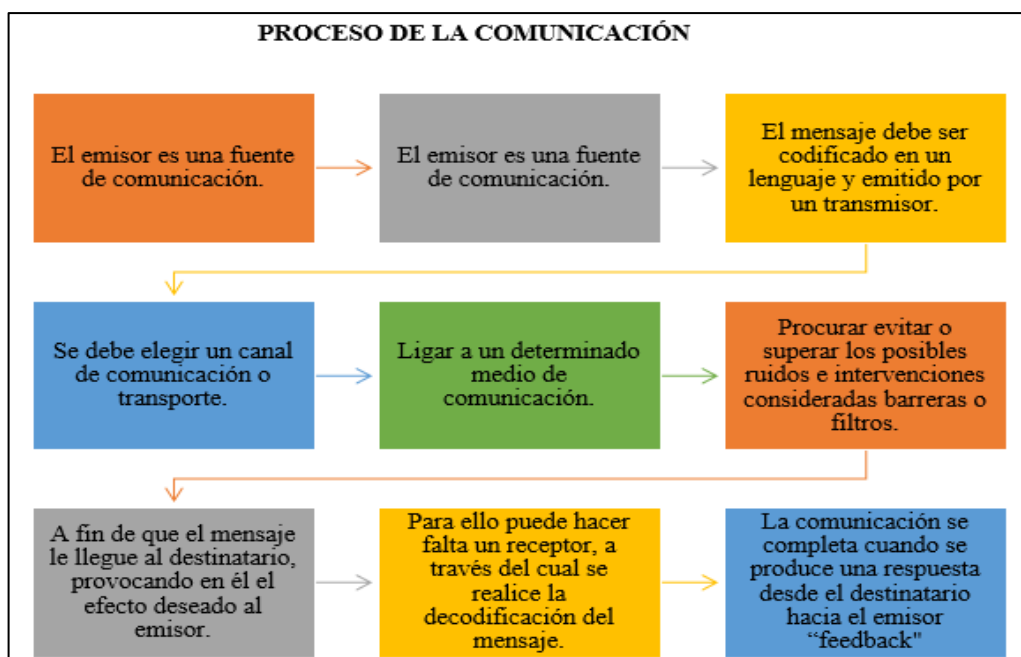 PROCESO DE LA COMUNICACIÓN
El emisor es una fuente
de comunicación.
El emisor es una fuente
de comunicación.
El mensaje debe ser
codificado en un
lenguaje y emitido por
un transmisor.
Se debe elegir un canal
de comunicación o
transporte.
Ligar a un determinado
medio de
comunicación.
Procurar evitar o
superar los posibles
ruidos e intervenciones
consideradas barreras o
filtros.
A fin de que el mensaje
le llegue al destinatario,
provocando en él el
efecto deseado al
emisor.
Para ello puede hacer
falta un receptor, a
través del cual se
realice la
decodificación del
mensaje.
La comunicación se
completa cuando se
produce una respuesta
desde el destinatario
hacia el emisor
“feedback"